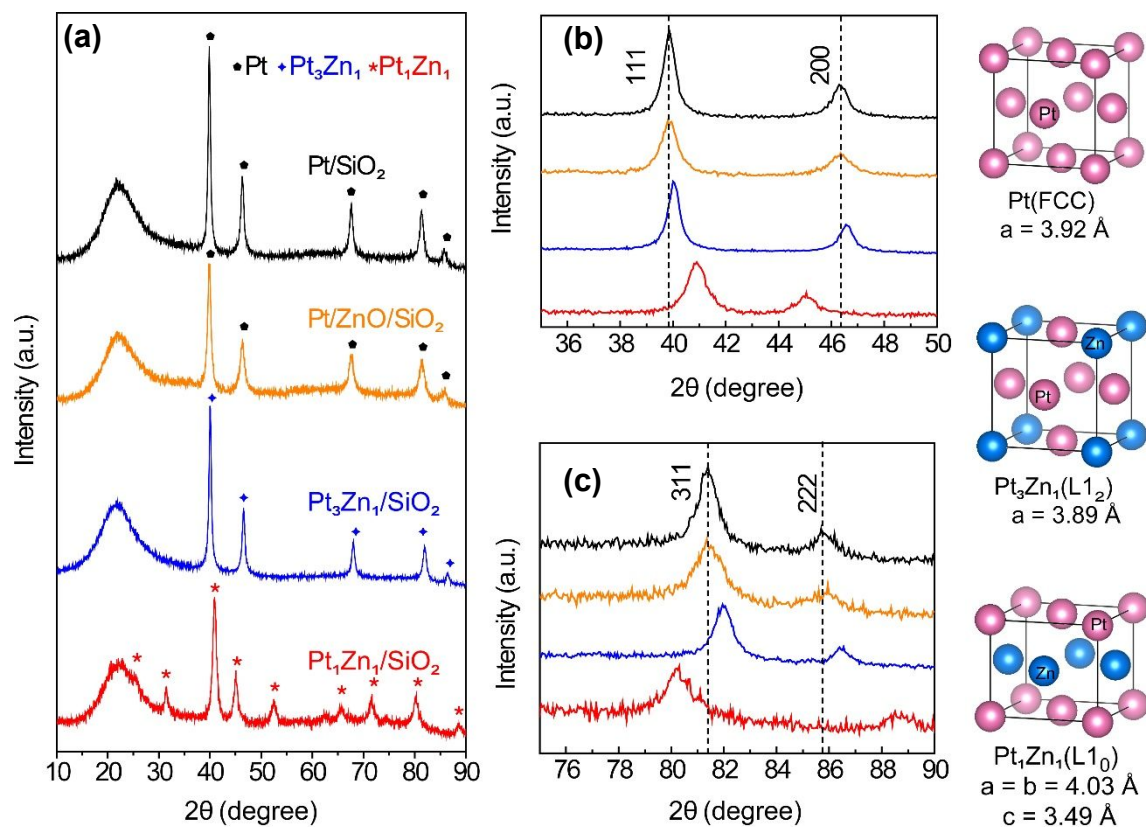 (a)
Pt Pt₃Zn₁ *Pt₁Zn₁
Pt/SiO₂
Pt/ZnO/SiO₂
Pt₃Zn₁/SiO₂
Pt₁Zn₁/SiO₂
Intensity (a.u.)
10 20 30 40 50 60 70 80 90
2θ (degree)
(b)
111
200
Intensity (a.u.)
36 38 40 42 44 46 48 50
2θ (degree)
(c)
311
222
Intensity (a.u.)
76 78 80 82 84 86 88 90
2θ (degree)
Pt
Pt(FCC)
a = 3.92 Å
Zn
Pt
Pt₃Zn₁(L1₂)
a = 3.89 Å
Pt
Zn
Pt₁Zn₁(L1₀)
a = b = 4.03 Å
c = 3.49 Å